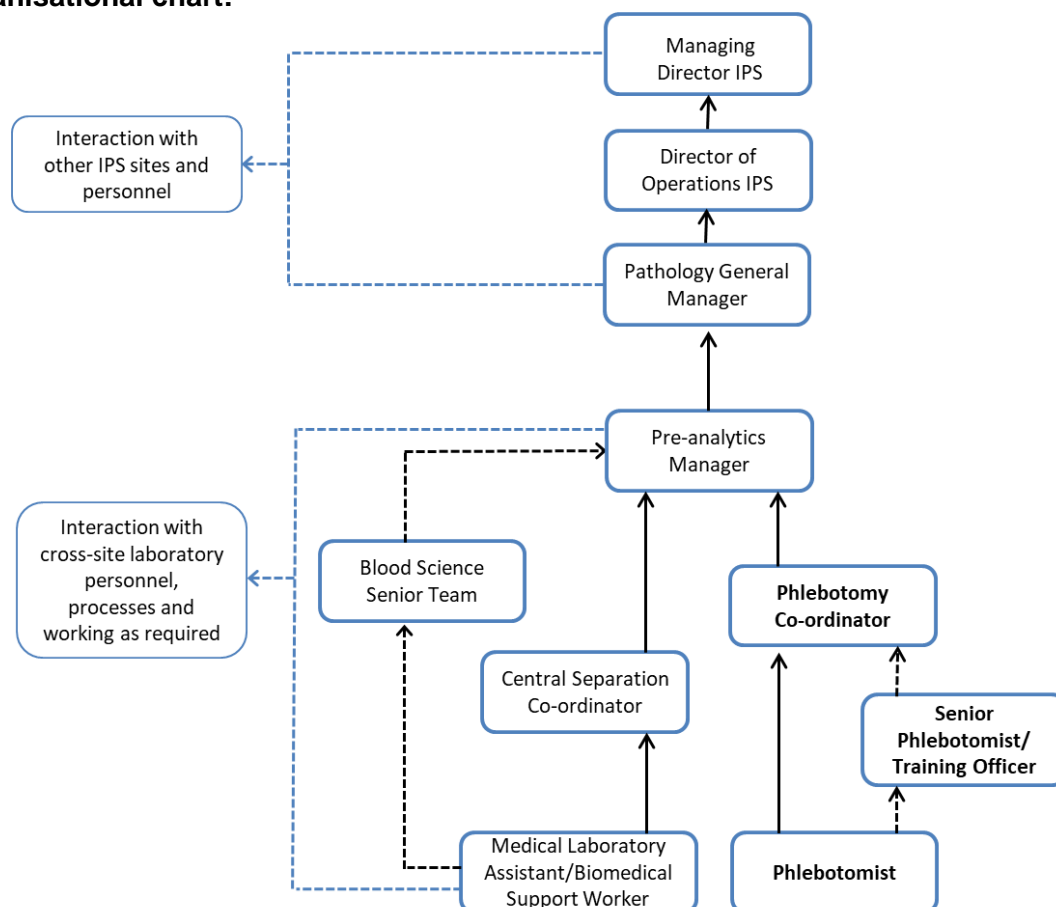 anisational chart:
Managing
Director IPS
Interaction with
other IPS sites and
personnel
Director of
Operations IPS
Pathology General
Manager
Pre-analytics
Manager
Interaction with
cross-site laboratory
personnel,
processes and
working as required
Blood Science
Senior Team
Phlebotomy
Co-ordinator
Central Separation
Co-ordinator
Senior
Phlebotomist/
Training Officer
Medical Laboratory
Assistant/Biomedical
Support Worker
Phlebotomist